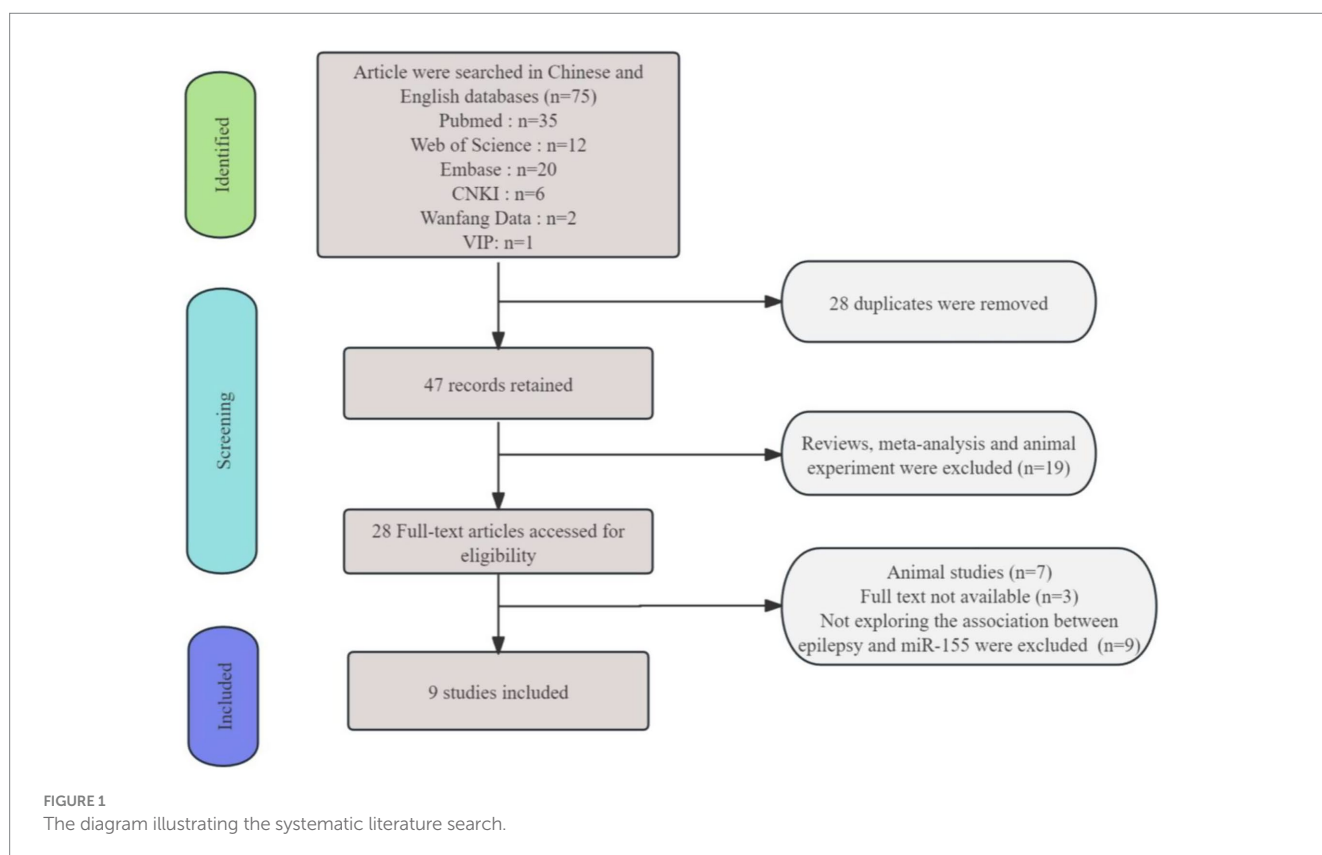 Identified
Article were searched in Chinese and
English databases (n=75)
Pubmed : n=35
Web of Science : n=12
Embase : n=20
CNKI : n=6
Wanfang Data : n=2
VIP: n=1
28 duplicates were removed
Screening
47 records retained
Reviews, meta-analysis and animal
experiment were excluded (n=19)
28 Full-text articles accessed for
eligibility
Animal studies (n=7)
Full text not available (n=3)
Not exploring the association between
epilepsy and miR-155 were excluded (n=9)
Included
9 studies included
FIGURE 1
The diagram illustrating the systematic literature search.